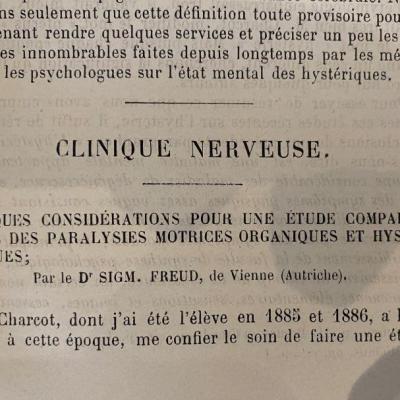 ns seulement que cette définition toute provisoire pou
enant rendre quelques services et préciser un peu les
es innombrables faites depuis longtemps par les mé
les psychologues sur l'état mental des hystériques.
CLINIQUE NERVEUSE.
QUES CONSIDÉRATIONS POUR UNE ÉTUDE COMPA
DES PARALYSIES MOTRICES ORGANIQUES ET HYS
UES;
Par le Dr SIGM. FREUD, de Vienne (Autriche).
Charcot, dont j'ai été l'élève en 1885 et 1886, a
à cette époque, me confier le soin de faire une ét